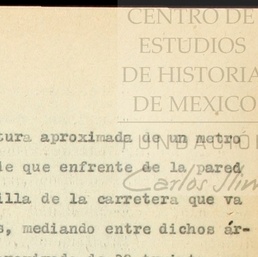 CENTRO DE
ESTUDIOS
DE HISTORIA
DE MEXICO
FUNDACIÓN
Carlos Slim
tura aproximada de un metro
de que enfrente de la pared
illa de la carretera que va
s, mediando entre dichos ár-